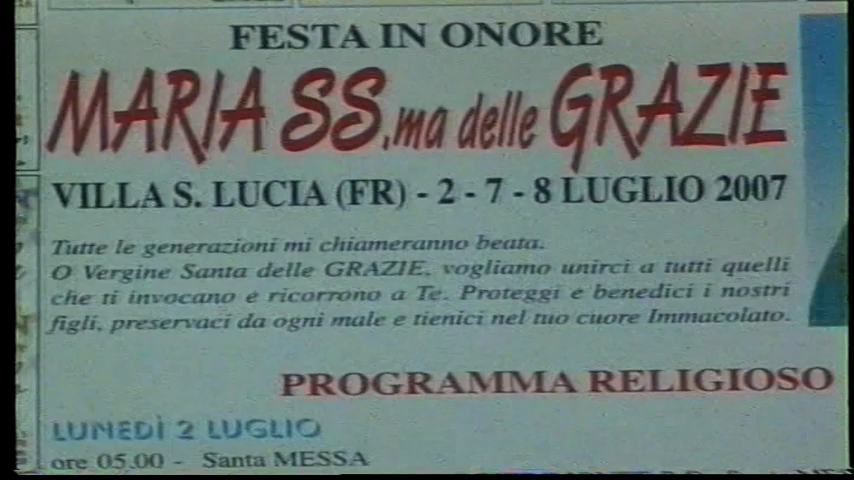 FESTA IN ONORE
MARIA SS.ma delle GRAZIE
VILLA S. LUCIA (FR) - 2 - 7 - 8 LUGLIO 2007
Tutte le generazioni mi chiameranno beata.
O Vergine Santa delle GRAZIE, vogliamo unirci a tutti quelli
che ti invocano e ricorrono a Te. Proteggi e benedici i nostri
figli, preservaci da ogni male e tienici nel tuo cuore Immacolato.
PROGRAMMA RELIGIOSO
LUNEDÌ 2 LUGLIO
ore 05.00 - Santa MESSA